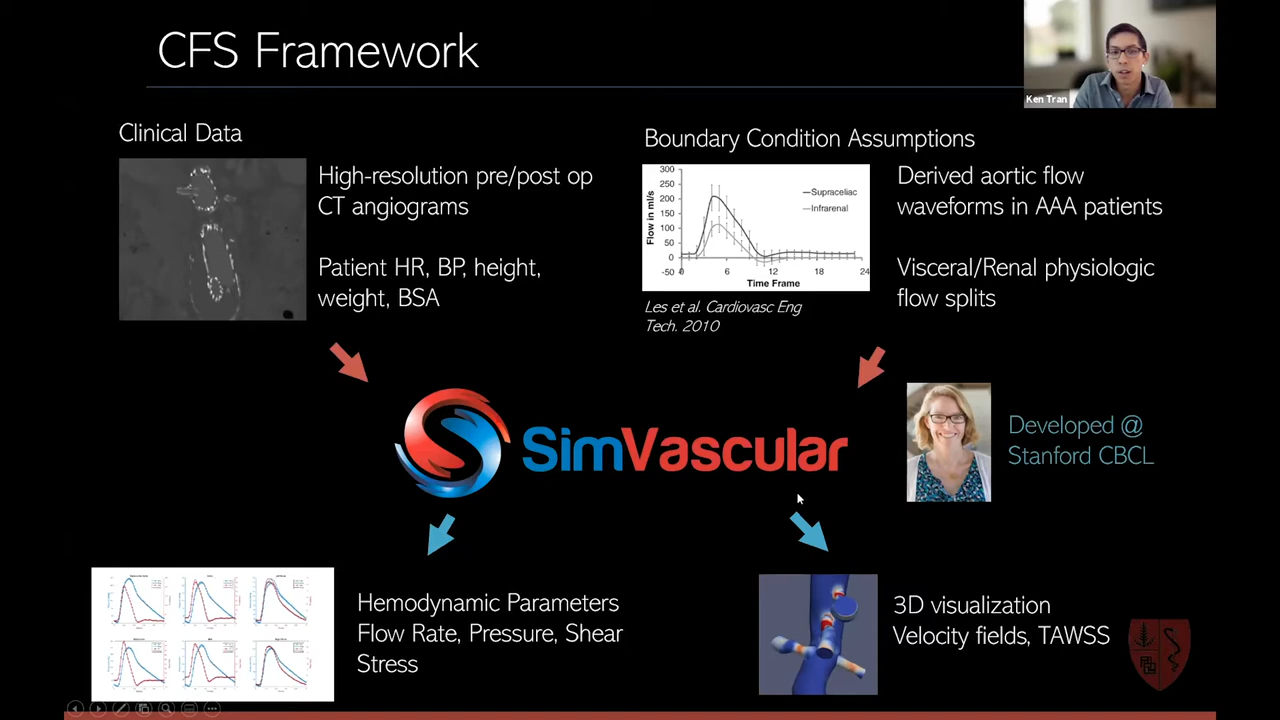 CFS Framework
Ken Tran
Clinical Data
High-resolution pre/post op
CT angiograms
Patient HR, BP, height,
weight, BSA
Boundary Condition Assumptions
300
250
200
150
100
50
0
-50
Flow in ml/s
Supraceliac
Infrarenal
0
6
12
18
24
Time Frame
Les et al. Cardiovasc Eng
Tech. 2010
Derived aortic flow
waveforms in AAA patients
Visceral/Renal physiologic
flow splits
SimVascular
Developed @
Stanford CBCL
Hemodynamic Parameters
Flow Rate, Pressure, Shear
Stress
3D visualization
Velocity fields, TAWSS